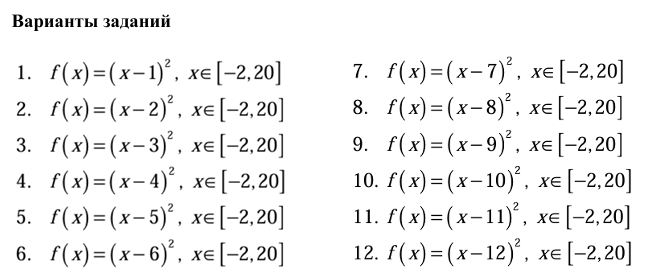 Варианты заданий
1. f(x)=(x−1)², x∈[−2,20]
2. f(x)=(x−2)², x∈[−2,20]
3. f(x)=(x−3)², x∈[−2,20]
4. f(x)=(x−4)², x∈[−2,20]
5. f(x)=(x−5)², x∈[−2,20]
6. f(x)=(x−6)², x∈[−2,20]
7. f(x)=(x−7)², x∈[−2,20]
8. f(x)=(x−8)², x∈[−2,20]
9. f(x)=(x−9)², x∈[−2,20]
10. f(x)=(x−10)², x∈[−2,20]
11. f(x)=(x−11)², x∈[−2,20]
12. f(x)=(x−12)², x∈[−2,20]